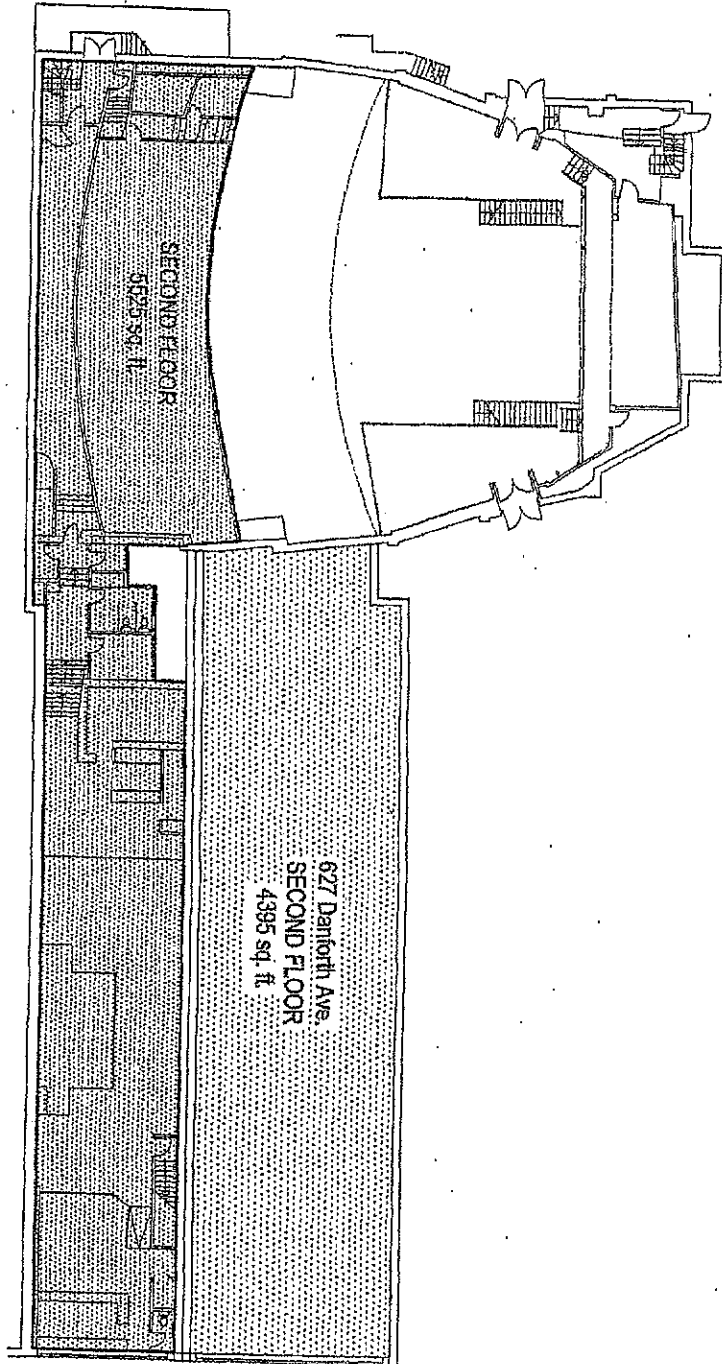 SECOND FLOOR
5525 sq. ft.
627 Danforth Ave.
SECOND FLOOR
4395 sq. ft.